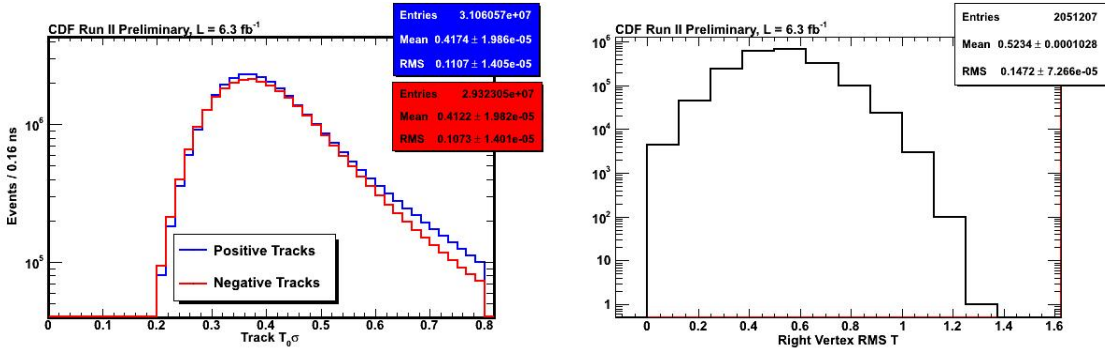 CDF Run II Preliminary, L = 6.3 fb⁻¹
Entries 3.106057e+07
Mean 0.4174 ± 1.986e-05
RMS 0.1107 ± 1.405e-05
Entries 2.932305e+07
Mean 0.4122 ± 1.982e-05
RMS 0.1073 ± 1.401e-05
Events / 0.16 ns
10⁶
10⁵
Positive Tracks
Negative Tracks
0 0.1 0.2 0.3 0.4 0.5 0.6 0.7 0.8
Track T₀σ
CDF Run II Preliminary, L = 6.3 fb⁻¹
Entries 2051207
Mean 0.5234 ± 0.0001028
RMS 0.1472 ± 7.266e-05
10⁶
10⁵
10⁴
10³
10²
10
1
0 0.2 0.4 0.6 0.8 1 1.2 1.4 1.6
Right Vertex RMS T